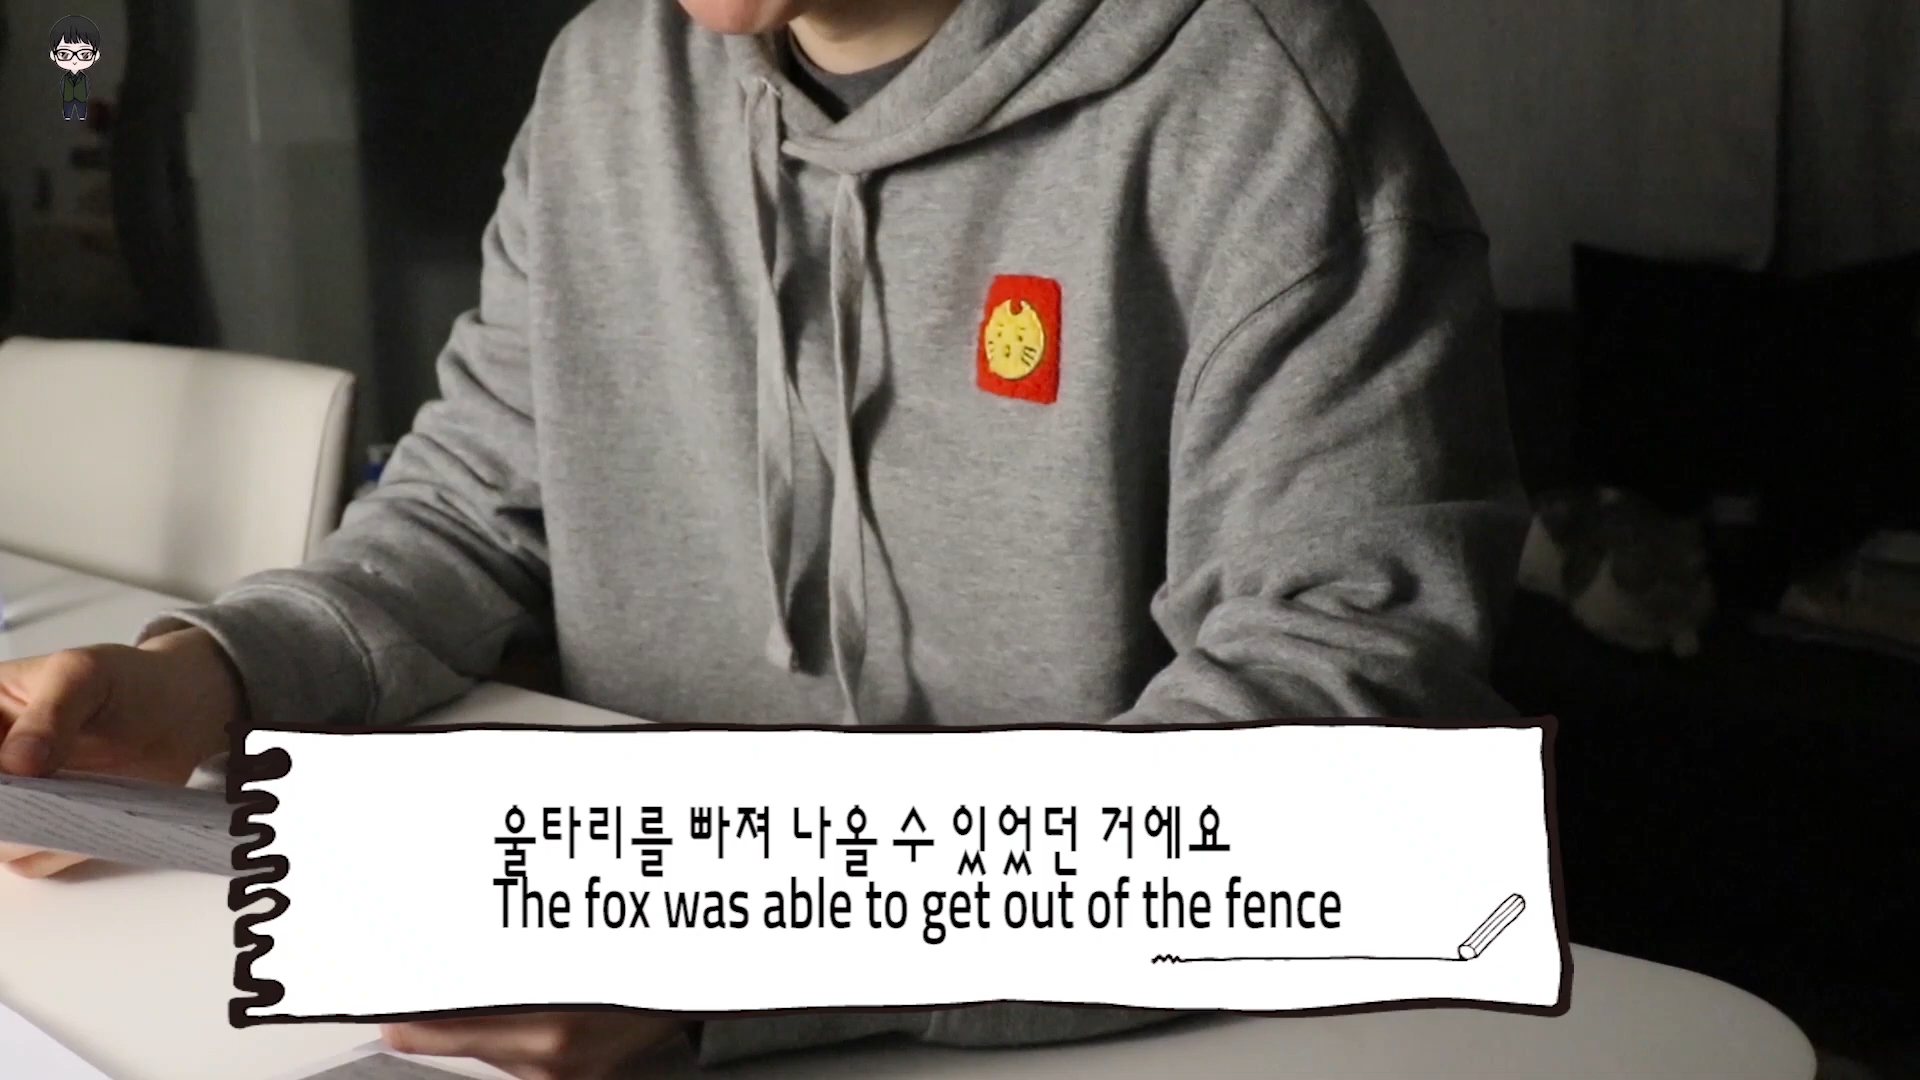 울타리를 빠져 나올 수 있었던 거에요
The fox was able to get out of the fence